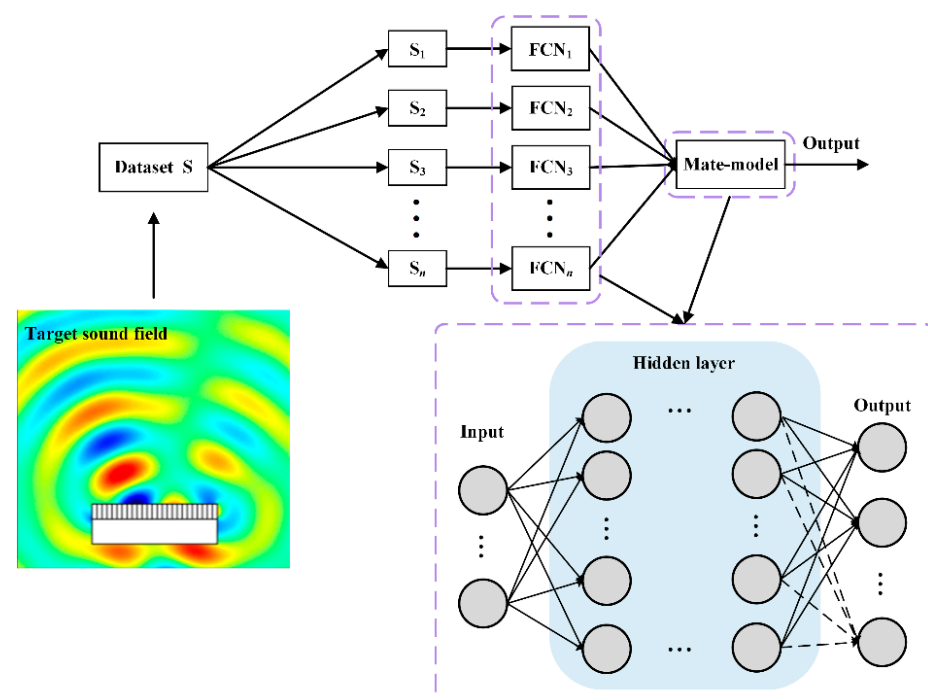 S₁ FCN₁
S₂ FCN₂
Dataset S S₃ FCN₃ Mate-model Output
Sₙ FCNₙ
Target sound field
Hidden layer
Input
Output